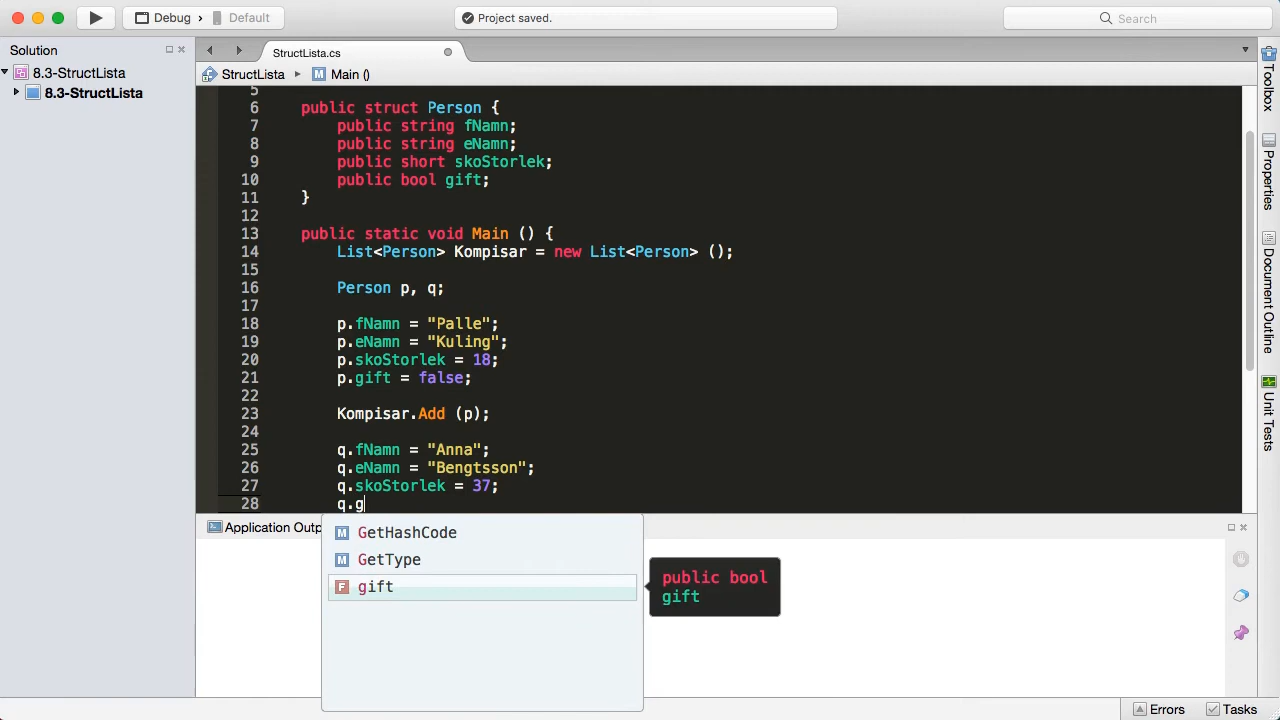 Debug
Default
Project saved.
Search
Solution
StructLista.cs
8.3-StructLista
StructLista
Main ()
8.3-StructLista
5
6 public struct Person {
7 public string fNamn;
8 public string eNamn;
9 public short skoStorlek;
10 public bool gift;
11 }
12
13 public static void Main () {
14 List<Person> Kompisar = new List<Person> ();
15
16 Person p, q;
17
18 p.fNamn = "Palle";
19 p.eNamn = "Kuling";
20 p.skoStorlek = 18;
21 p.gift = false;
22
23 Kompisar.Add (p);
24
25 q.fNamn = "Anna";
26 q.eNamn = "Bengtsson";
27 q.skoStorlek = 37;
28 q.g
Application Outp
M GetHashCode
M GetType
F gift
public bool
gift
Toolbox
Properties
Document Outline
Unit Tests
Errors
Tasks